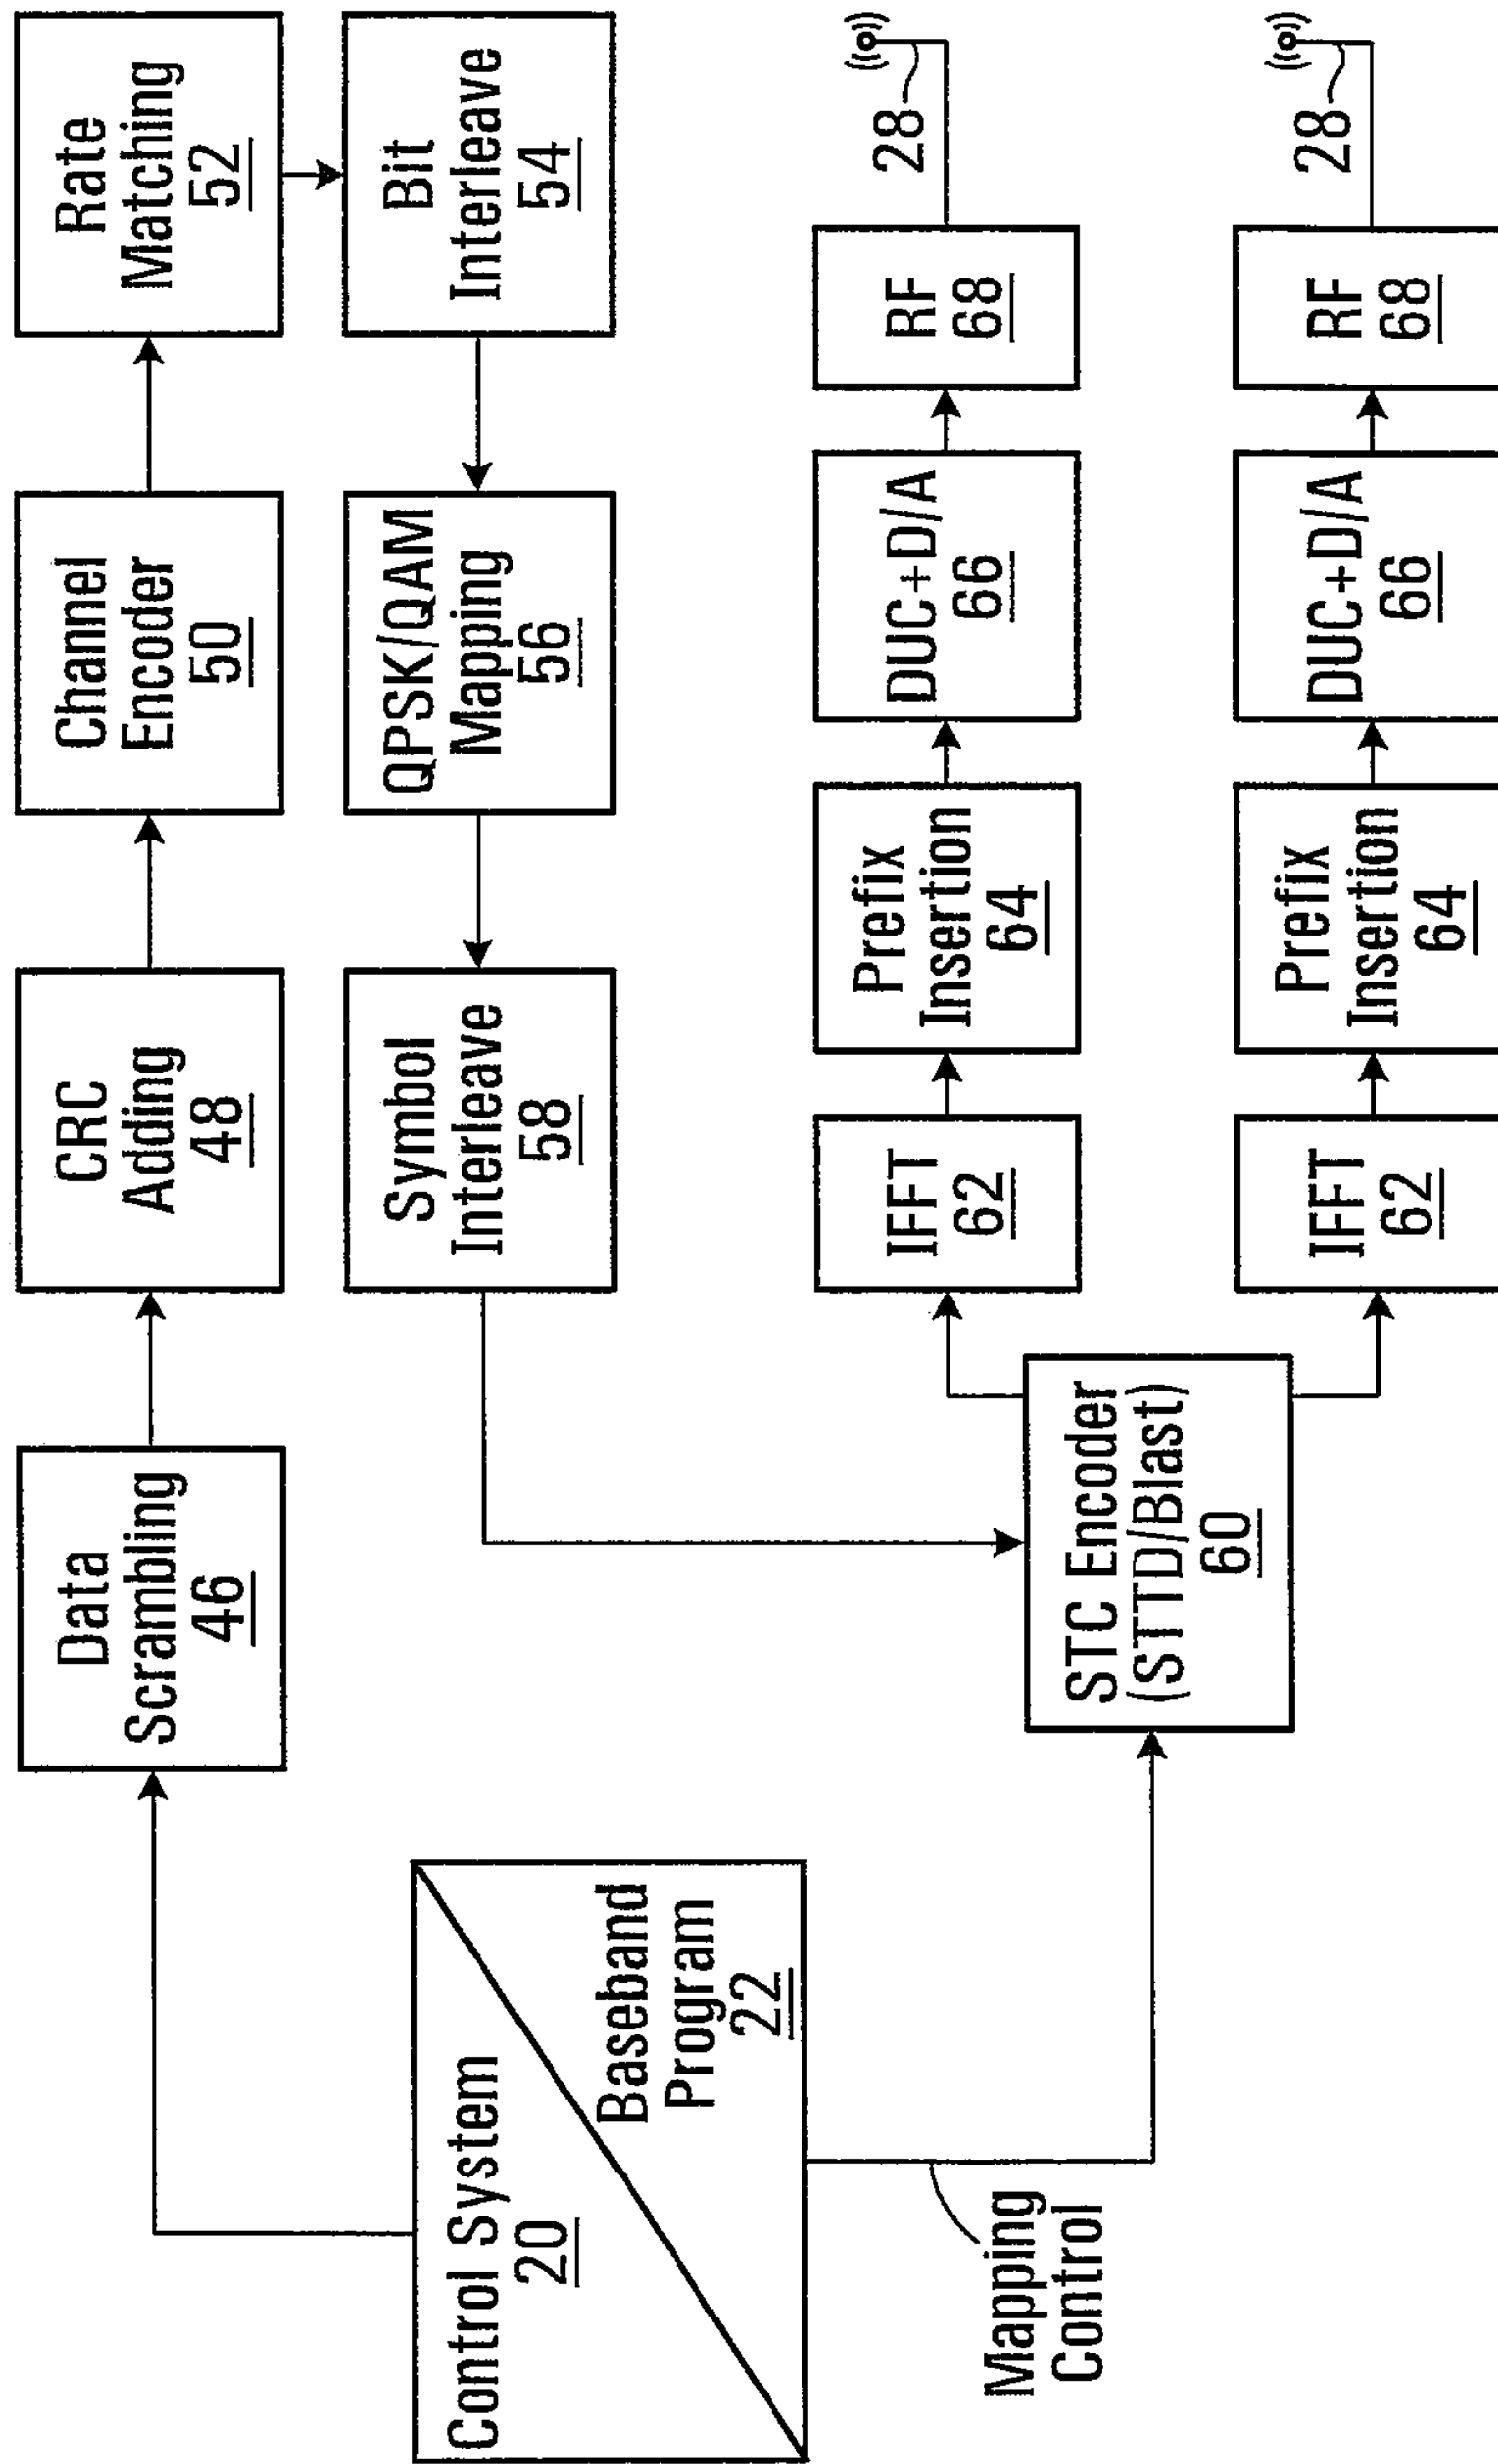 Control System
20
Baseband
Program
22
Mapping
Control
Data
Scrambling
46
CRC
Adding
48
Channel
Encoder
50
Rate
Matching
52
Bit
Interleave
54
QPSK/QAM
Mapping
56
Symbol
Interleave
58
STC Encoder
(STTD/Blast)
60
IFFT
62
Prefix
Insertion
64
DUC+D/A
66
RF
68
28
IFFT
62
Prefix
Insertion
64
DUC+D/A
66
RF
68
28